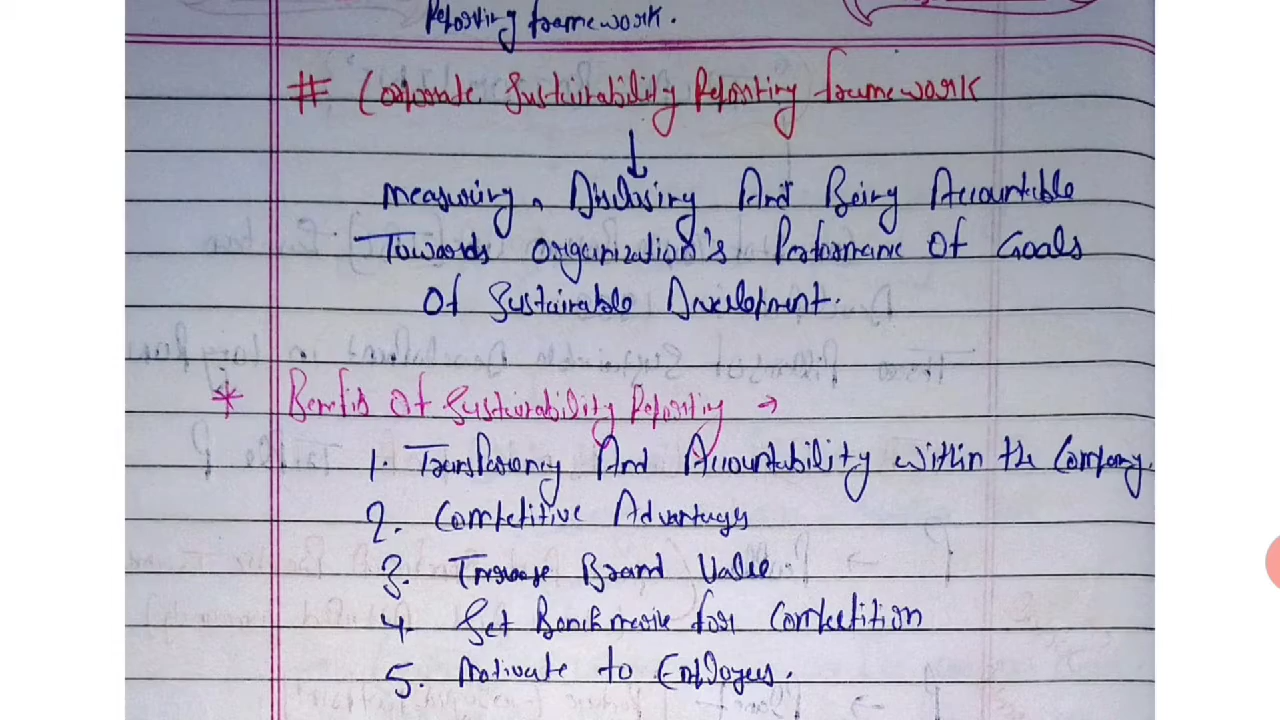 Reporting framework.
# Corporate Sustainability Reporting framework
↓
Measuring, Disclosing And Being Accountable
Towards Organization's Performance Of Goals
Of Sustainable Development.
* Benefits Of Sustainability Reporting →
1. Transparency And Accountability within the Company.
2. Competitive Advantages
3. Increase Brand Value.
4. Set Benchmark for Competition
5. Motivate to Employees.